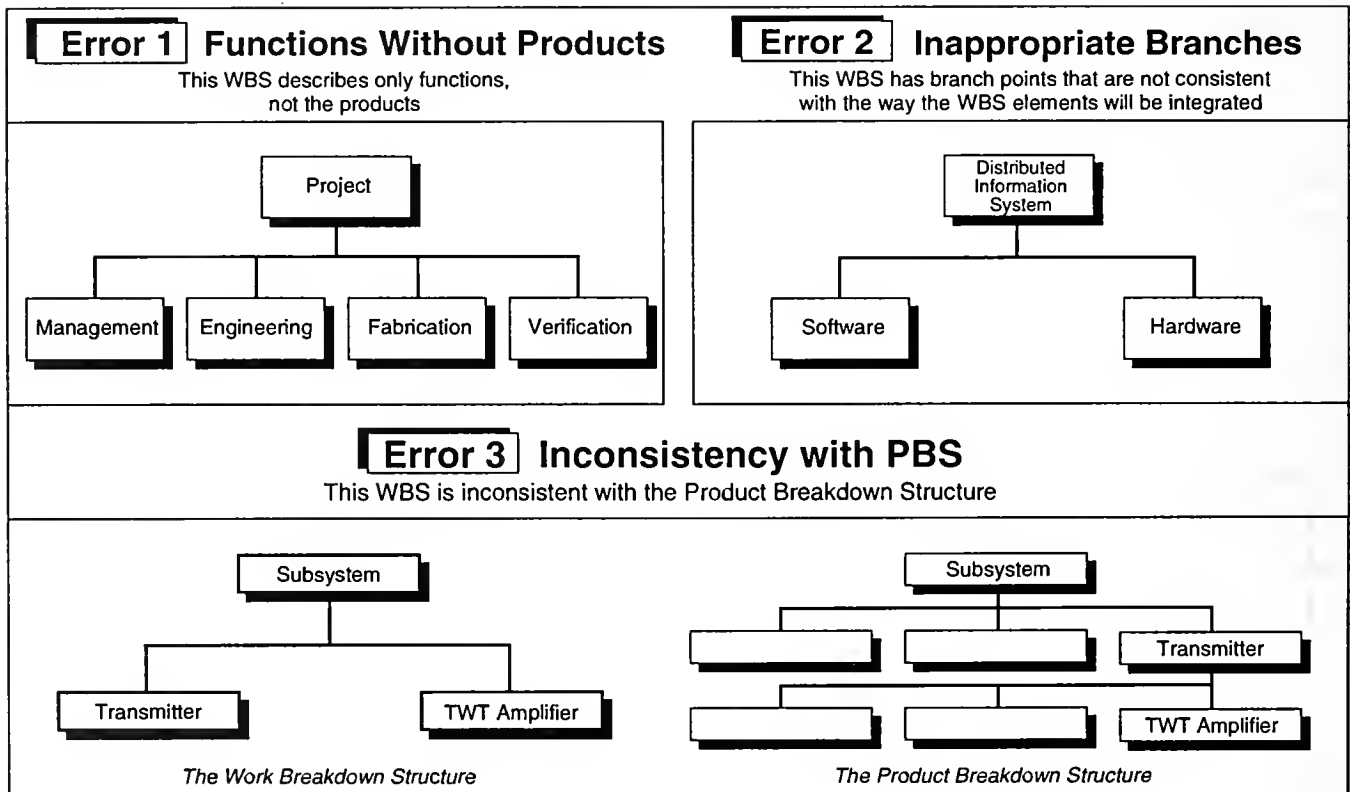 Error 1 Functions Without Products
This WBS describes only functions,
not the products
Project
Management Engineering Fabrication Verification
Error 2 Inappropriate Branches
This WBS has branch points that are not consistent
with the way the WBS elements will be integrated
Distributed
Information
System
Software Hardware
Error 3 Inconsistency with PBS
This WBS is inconsistent with the Product Breakdown Structure
Subsystem
Transmitter TWT Amplifier
The Work Breakdown Structure
Subsystem
Transmitter
TWT Amplifier
The Product Breakdown Structure